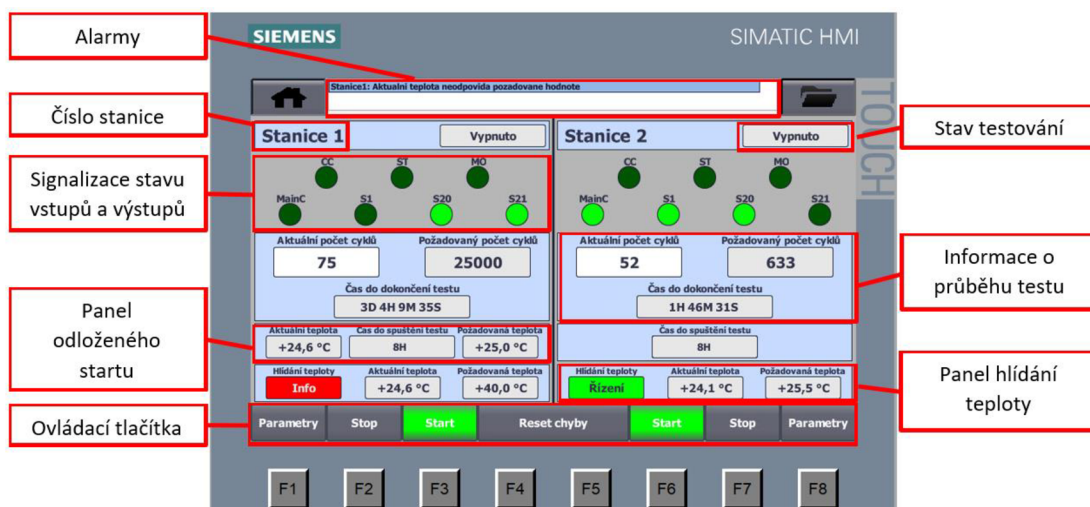 Alarmy
Číslo stanice
Signalizace stavu
vstupů a výstupů
Panel
odloženého
startu
Ovládací tlačítka
SIEMENS
SIMATIC HMI
TOUCH
Stanice1: Aktualni teplota neodpovida pozadovane hodnote
Stanice 1
Vypnuto
CC ST MO
MainC S1 S20 S21
Aktuální počet cyklů Požadovaný počet cyklů
75 25000
Čas do dokončení testu
3D 4H 9M 35S
Aktuální teplota Čas do spuštění testu Požadovaná teplota
+24,6 °C 8H +25,0 °C
Hlídání teploty Aktuální teplota Požadovaná teplota
Info +24,6 °C +40,0 °C
Stanice 2
Vypnuto
CC ST MO
MainC S1 S20 S21
Aktuální počet cyklů Požadovaný počet cyklů
52 633
Čas do dokončení testu
1H 46M 31S
Čas do spuštění testu
8H
Hlídání teploty Aktuální teplota Požadovaná teplota
Řízení +24,1 °C +25,5 °C
Parametry Stop Start Reset chyby Start Stop Parametry
F1 F2 F3 F4 F5 F6 F7 F8
Stav testování
Informace o
průběhu testu
Panel hlídání
teploty